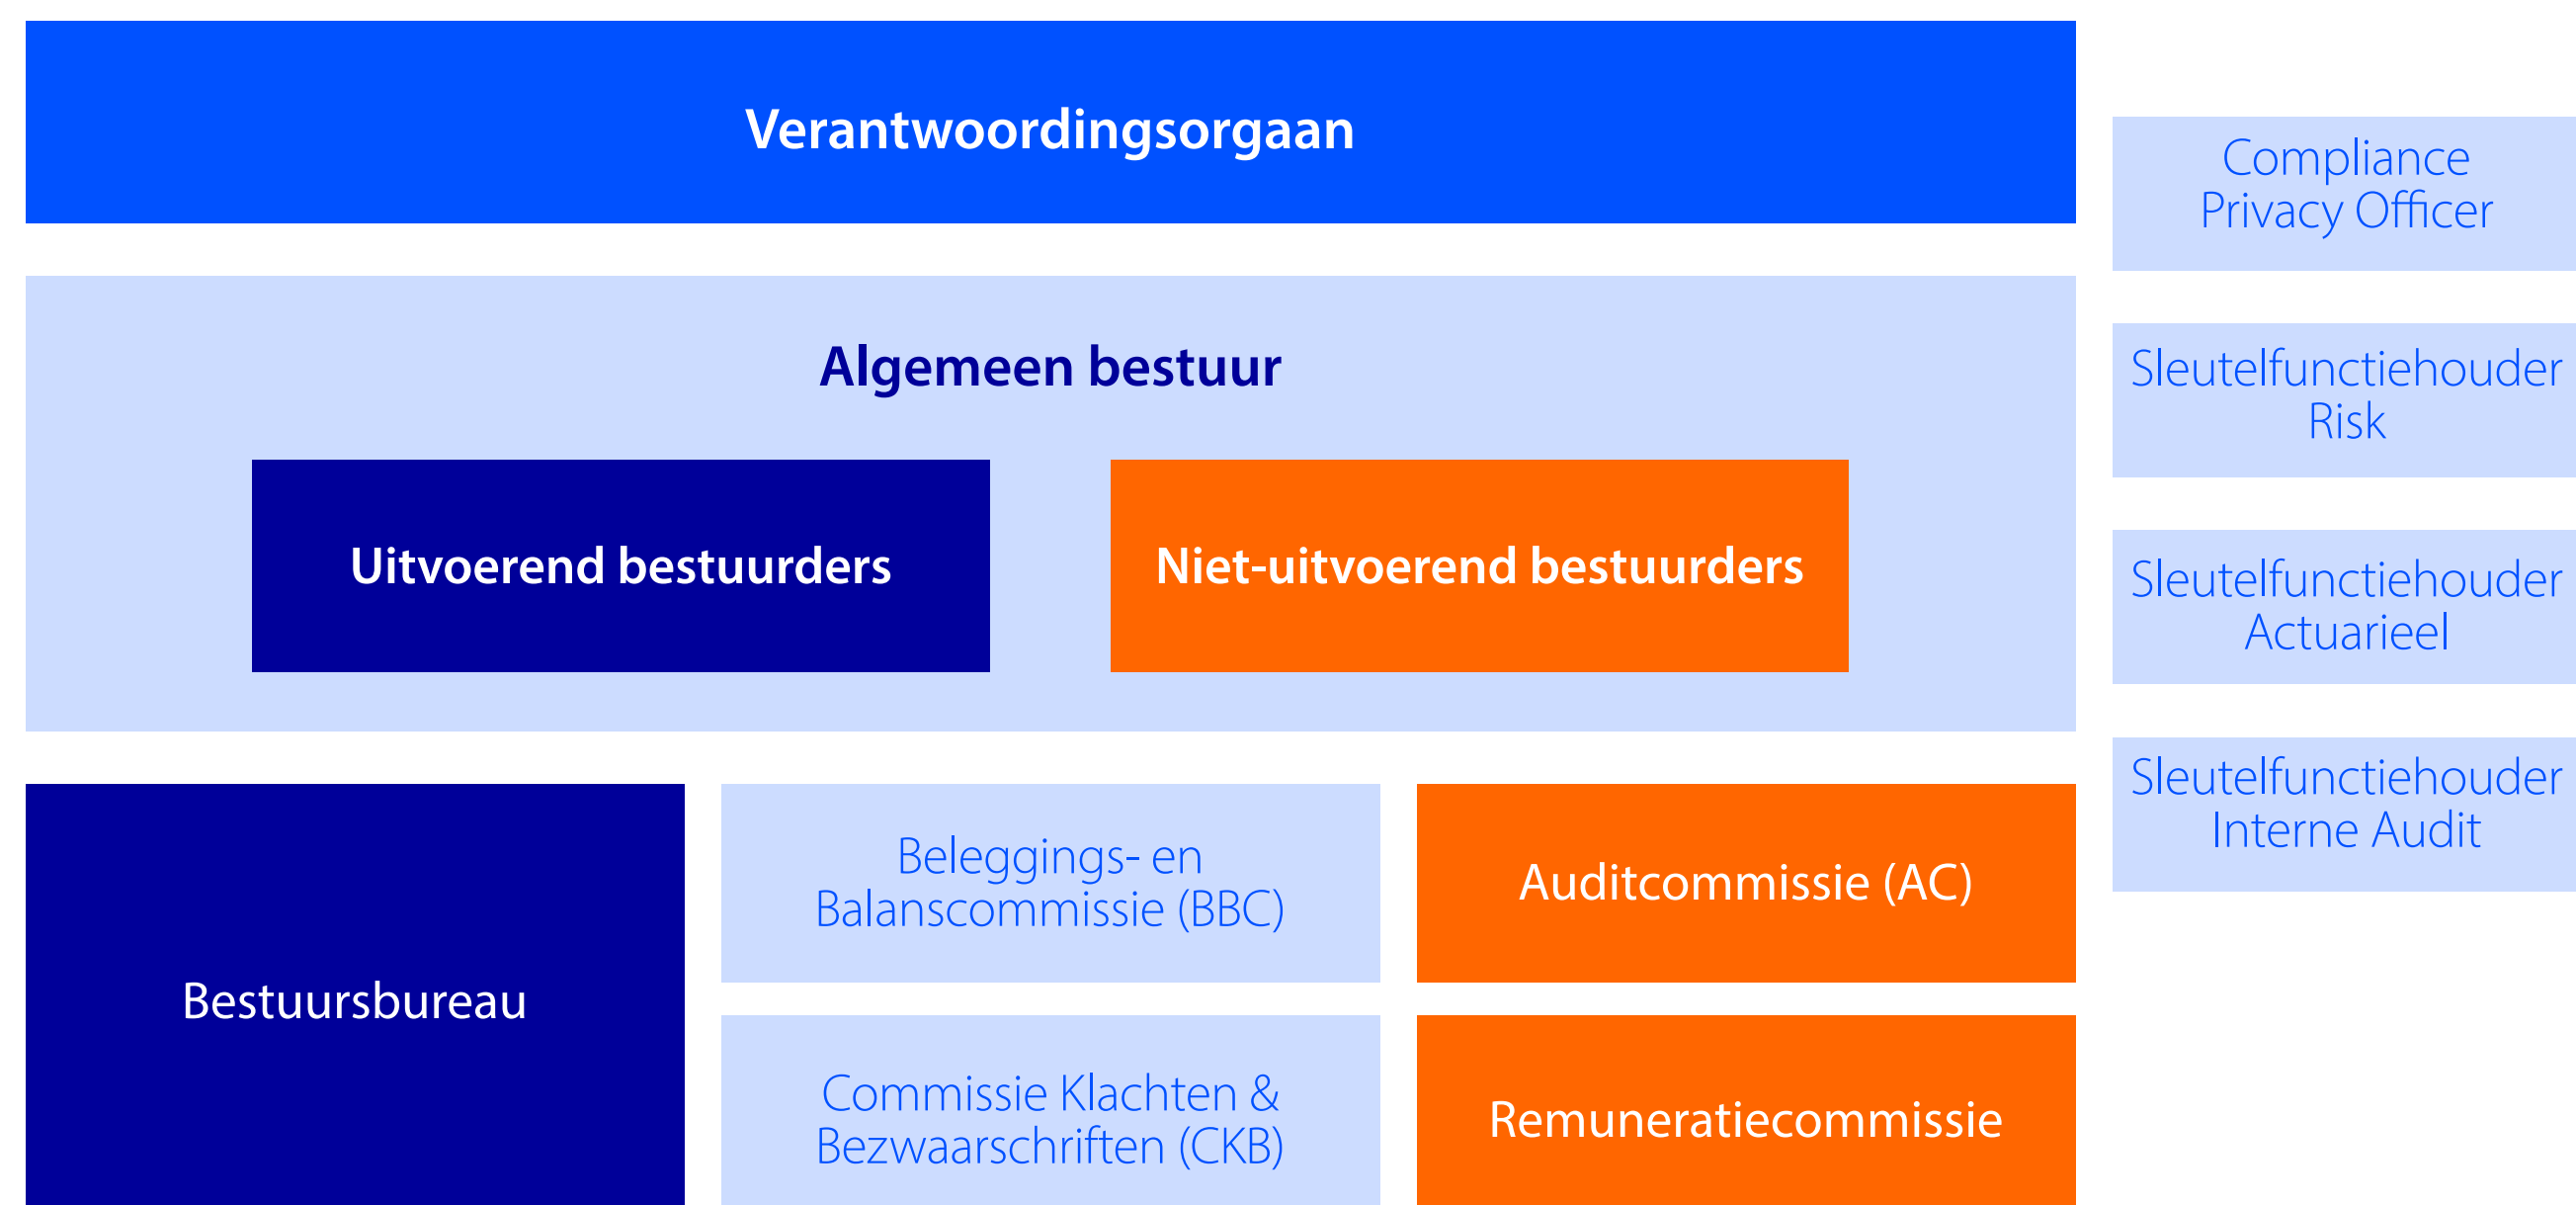 Verantwoordingsorgaan
Algemeen bestuur
Uitvoerend bestuurders
Niet-uitvoerend bestuurders
Bestuursbureau
Beleggings- en
Balanscommissie (BBC)
Commissie Klachten &
Bezwaarschriften (CKB)
Auditcommissie (AC)
Remuneratiecommissie
Compliance
Privacy Officer
Sleutelfunctiehouder
Risk
Sleutelfunctiehouder
Actuarieel
Sleutelfunctiehouder
Interne Audit